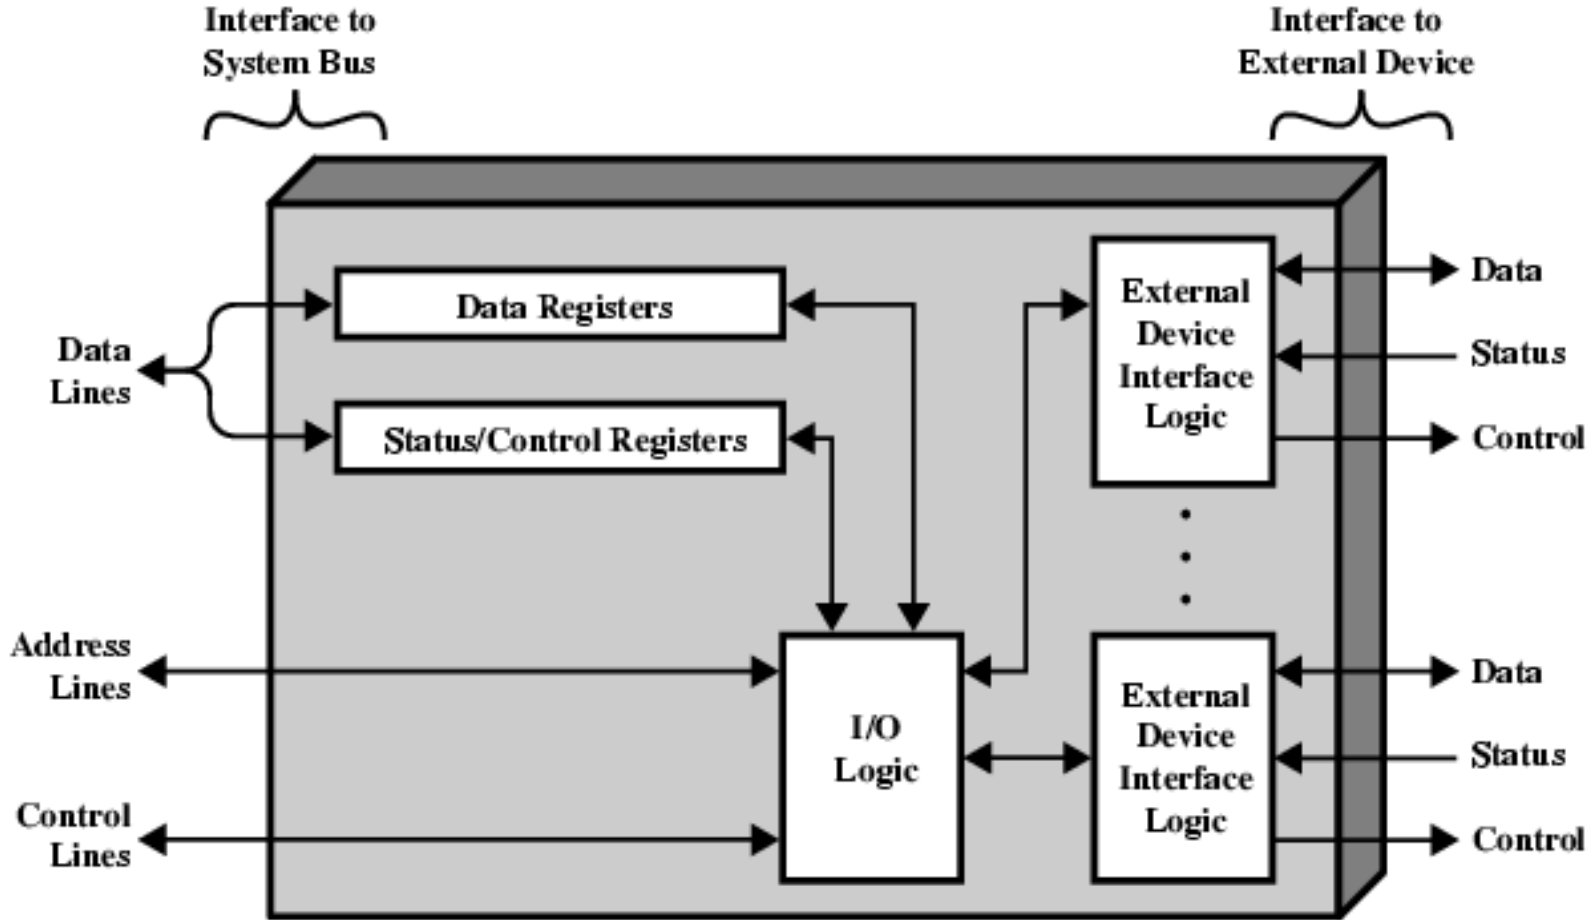 Interface to
System Bus
Interface to
External Device
Data Registers
Status/Control Registers
Data
Lines
Address
Lines
Control
Lines
I/O
Logic
External
Device
Interface
Logic
Data
Status
Control
External
Device
Interface
Logic
Data
Status
Control